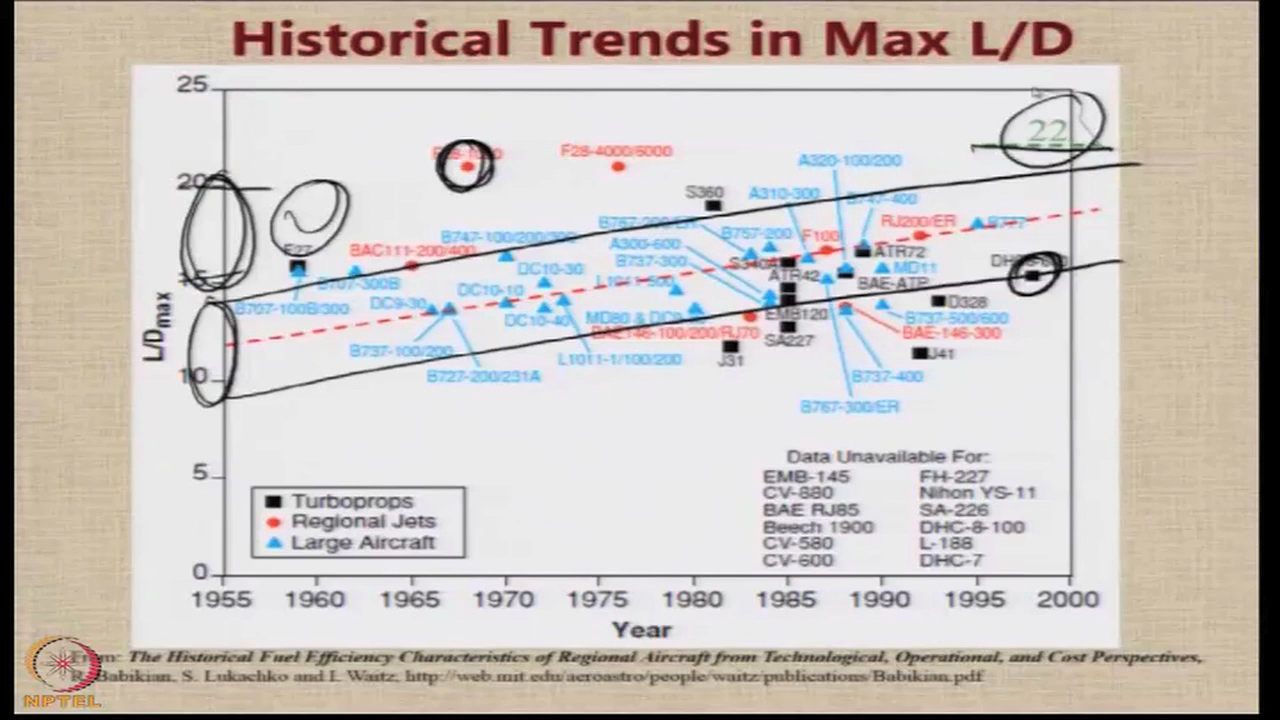 Historical Trends in Max L/D
25
22
F28-4000/6000
A320-100/200
20
S360
A310-300
B747-400
RJ200/ER
B777
B767-200/ER
B757-200
F100
F27
BAC111-200/400
B747-100/200/300
A300-600
S340A
ATR72
B707-300B
DC10-30
B737-300
ATR42
MD11
15
L1011-500
BAE-ATP
B707-100B/300
DC9-30
DC10-10
D328
DC10-40
EMB120
B737-500/600
L/Dmax
BAE146-100/200/RJ70
BAE-146-300
SA227
B737-100/200
L1011-1/100/200
J31
J41
10
B727-200/231A
B737-400
B767-300/ER
Data Unavailable For:
5
EMB-145 FH-227
CV-880 Nihon YS-11
Turboprops
BAE RJ85 SA-226
Regional Jets
Beech 1900 DHC-8-100
Large Aircraft
CV-580 L-188
CV-600 DHC-7
0
1955 1960 1965 1970 1975 1980 1985 1990 1995 2000
Year
The Historical Fuel Efficiency Characteristics of Regional Aircraft from Technological, Operational, and Cost Perspectives,
Babikian, S. Lukachko and I. Waitz, http://web.mit.edu/aeroastro/people/waitz/publications/Babikian.pdf
NPTEL